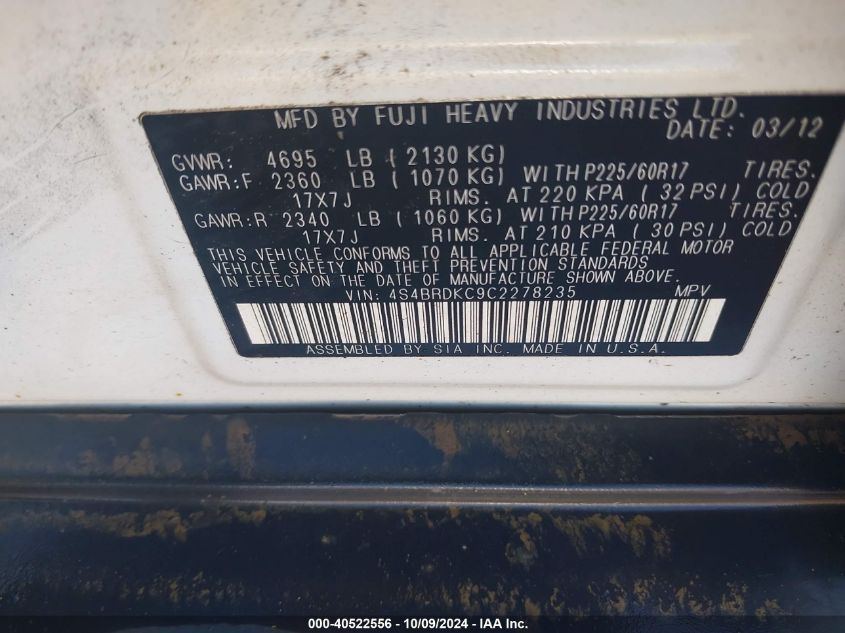 MFD BY FUJI HEAVY INDUSTRIES LTD.
DATE: 03/12
GVWR: 4695 LB ( 2130 KG)
GAWR:F 2360 LB ( 1070 KG) WITH P225/60R17 TIRES.
17X7J RIMS. AT 220 KPA ( 32 PSI) COLD
GAWR:R 2340 LB ( 1060 KG) WITH P225/60R17 TIRES.
17X7J RIMS. AT 210 KPA ( 30 PSI) COLD
THIS VEHICLE CONFORMS TO ALL APPLICABLE FEDERAL MOTOR
VEHICLE SAFETY AND THEFT PREVENTION STANDARDS
IN EFFECT ON THE DATE OF MANUFACTURE SHOWN ABOVE.
VIN: 4S4BRDKC9C2278235 MPV
ASSEMBLED BY SIA INC. MADE IN U.S.A.
000-40522556 - 10/09/2024 - IAA Inc.